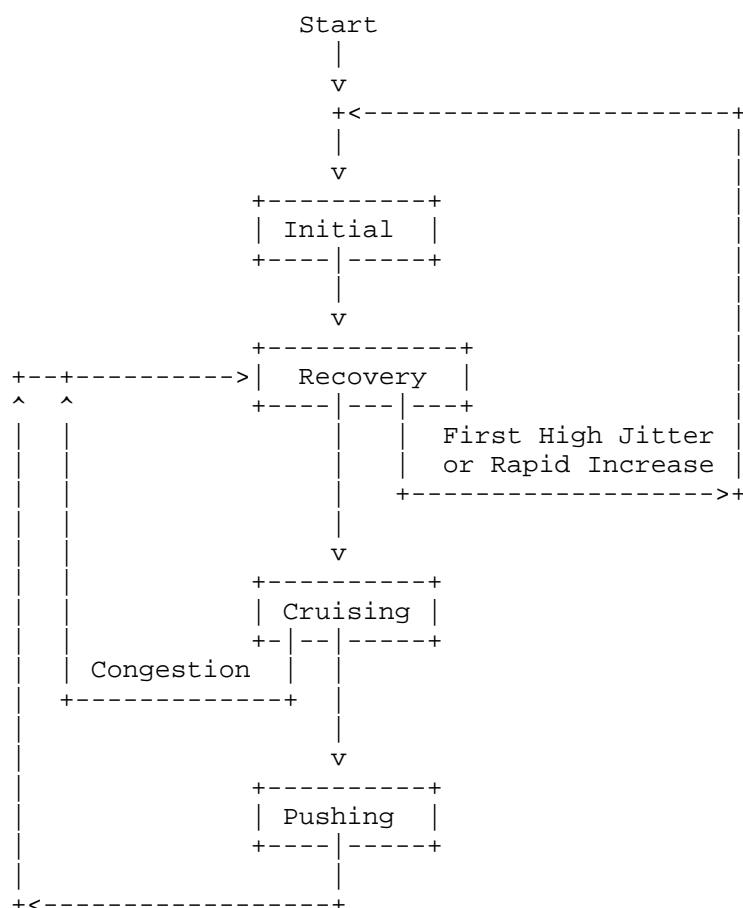 Start
Initial
Recovery
First High Jitter
or Rapid Increase
Cruising
Congestion
Pushing